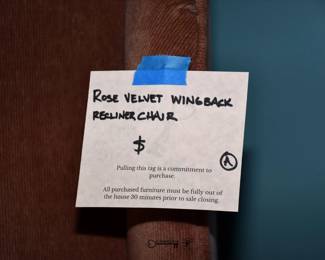 ROSE VELVET WINGBACK
RECLINER CHAIR
$
A
Pulling this tag is a commitment to
purchase.
All purchased furniture must be fully out of
the house 30 minutes prior to sale closing.